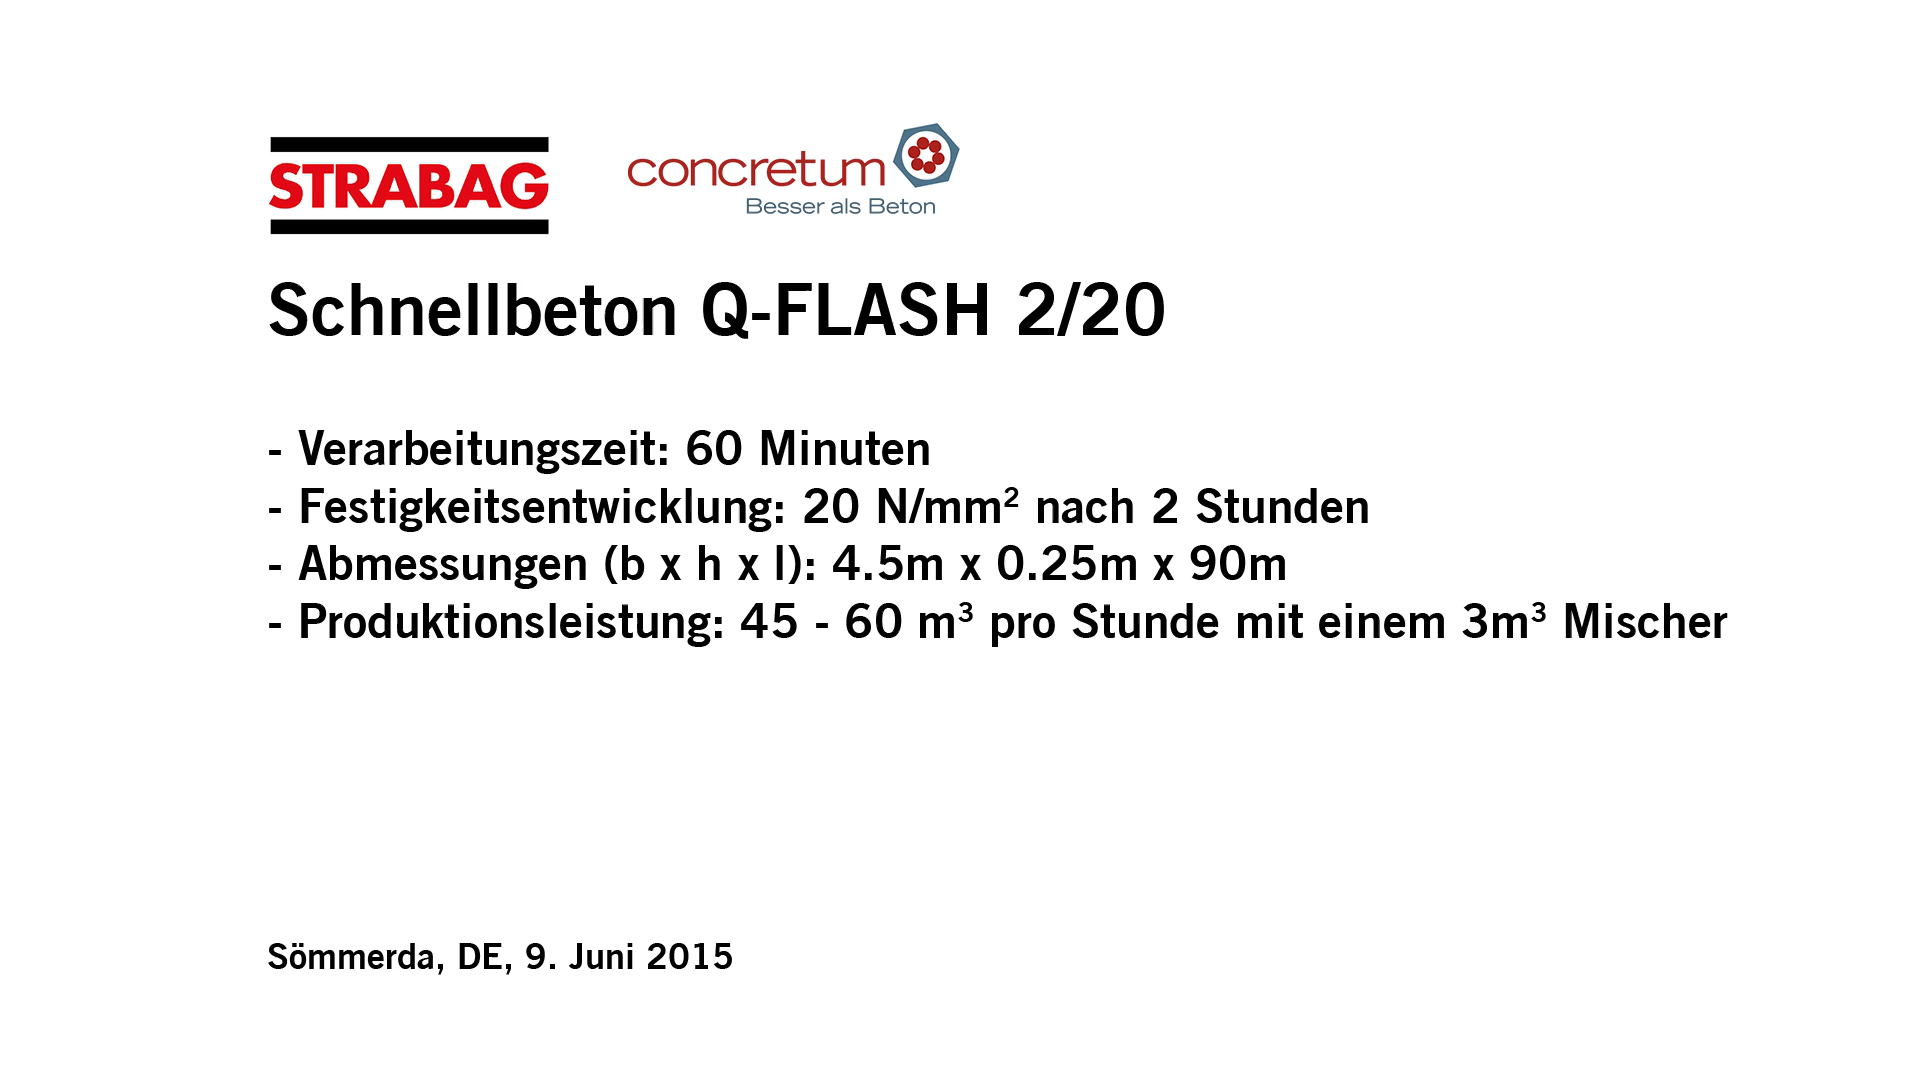 STRABAG
concretum
Besser als Beton
Schnellbeton Q-FLASH 2/20
- Verarbeitungszeit: 60 Minuten
- Festigkeitsentwicklung: 20 N/mm² nach 2 Stunden
- Abmessungen (b x h x l): 4.5m x 0.25m x 90m
- Produktionsleistung: 45 - 60 m³ pro Stunde mit einem 3m³ Mischer
Sömmerda, DE, 9. Juni 2015